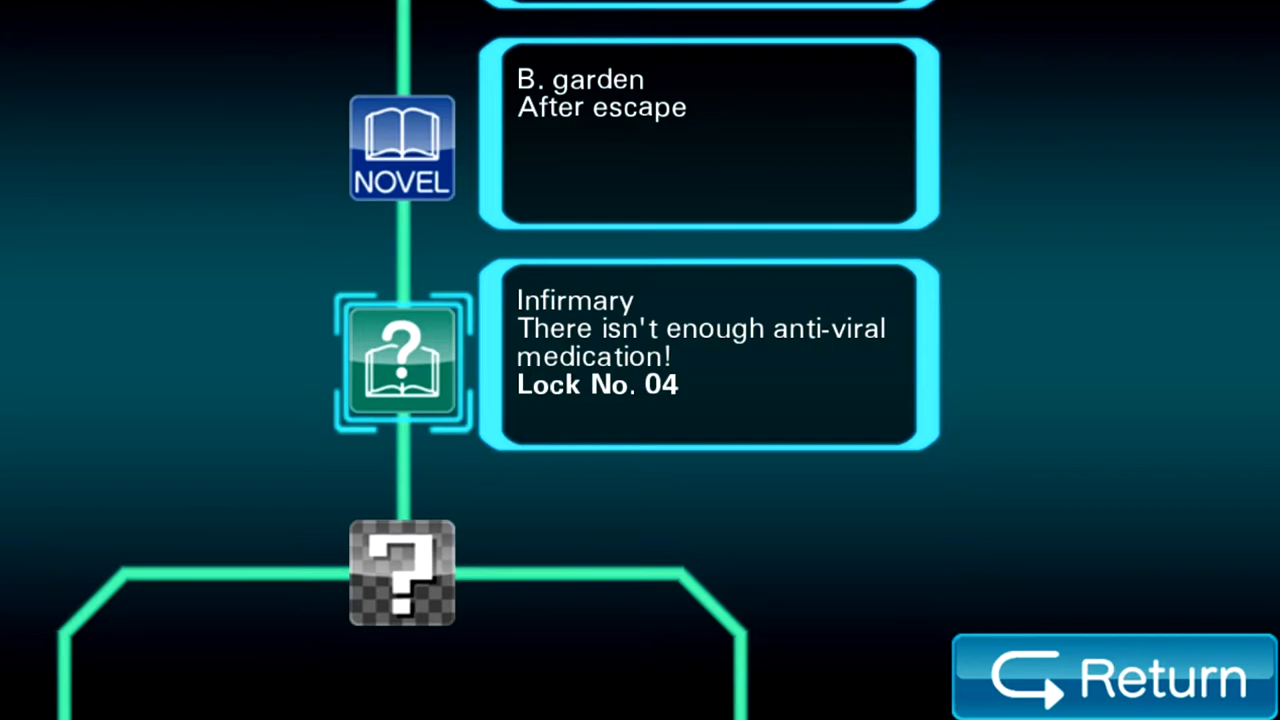 B. garden
After escape
NOVEL
Infirmary
There isn't enough anti-viral
medication!
Lock No. 04
?
?
Return